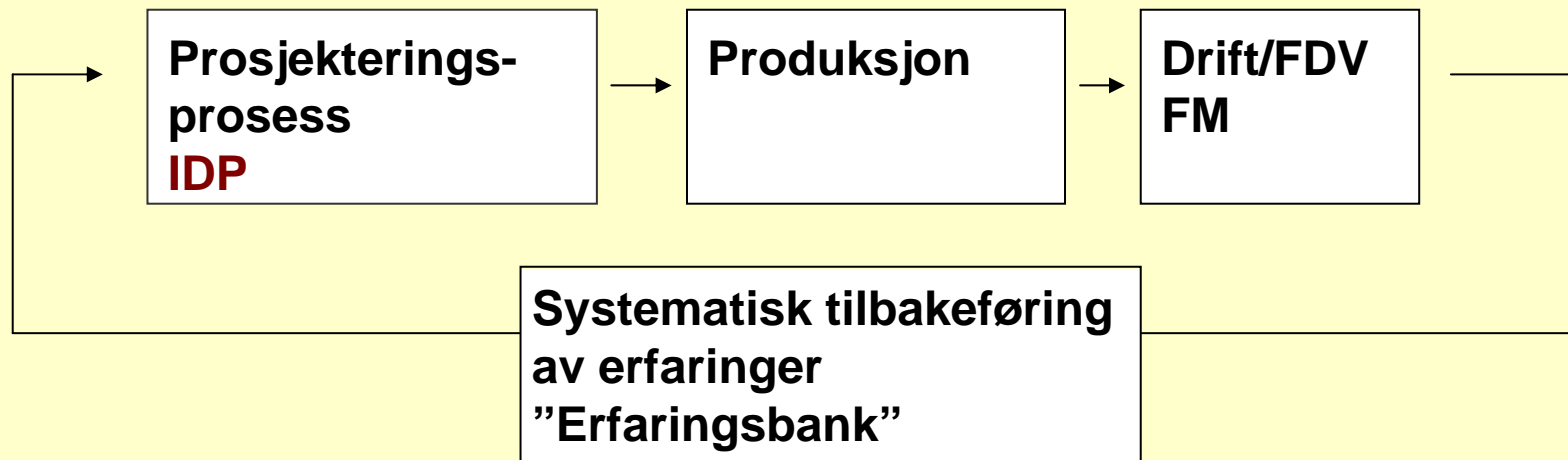 Prosjekterings-
prosess
IDP
Produksjon
Drift/FDV
FM
Systematisk tilbakeføring
av erfaringer
”Erfaringsbank”